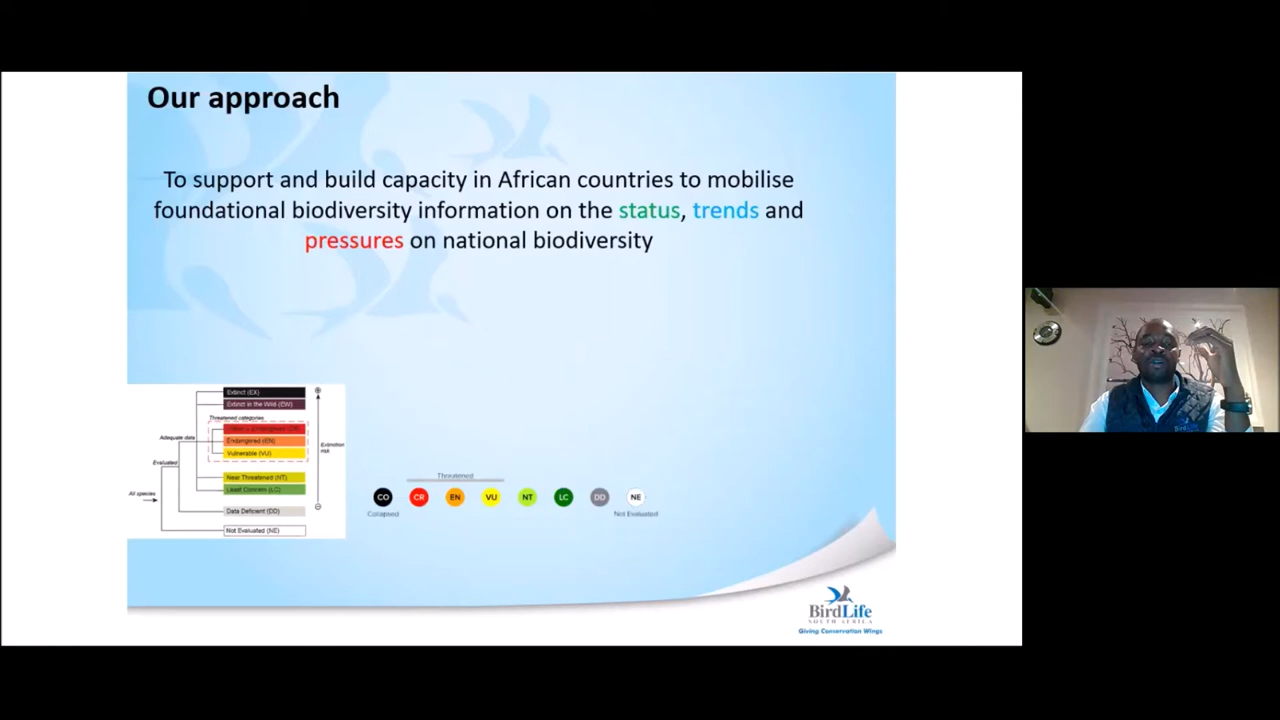 Our approach
To support and build capacity in African countries to mobilise
foundational biodiversity information on the status, trends and
pressures on national biodiversity
Extinct (EX)
Extinct in the Wild (EW)
Threatened categories
Adequate data
Endangered (EN)
Extinction
risk
Vulnerable (VU)
Evaluated
Near Threatened (NT)
Least Concern (LC)
All species
Data Deficient (DD)
Not Evaluated (NE)
Threatened
CO CR EN VU NT LC DD NE
Collapsed Not Evaluated
BirdLife
SOUTH AFRICA
Giving Conservation Wings
BirdLife